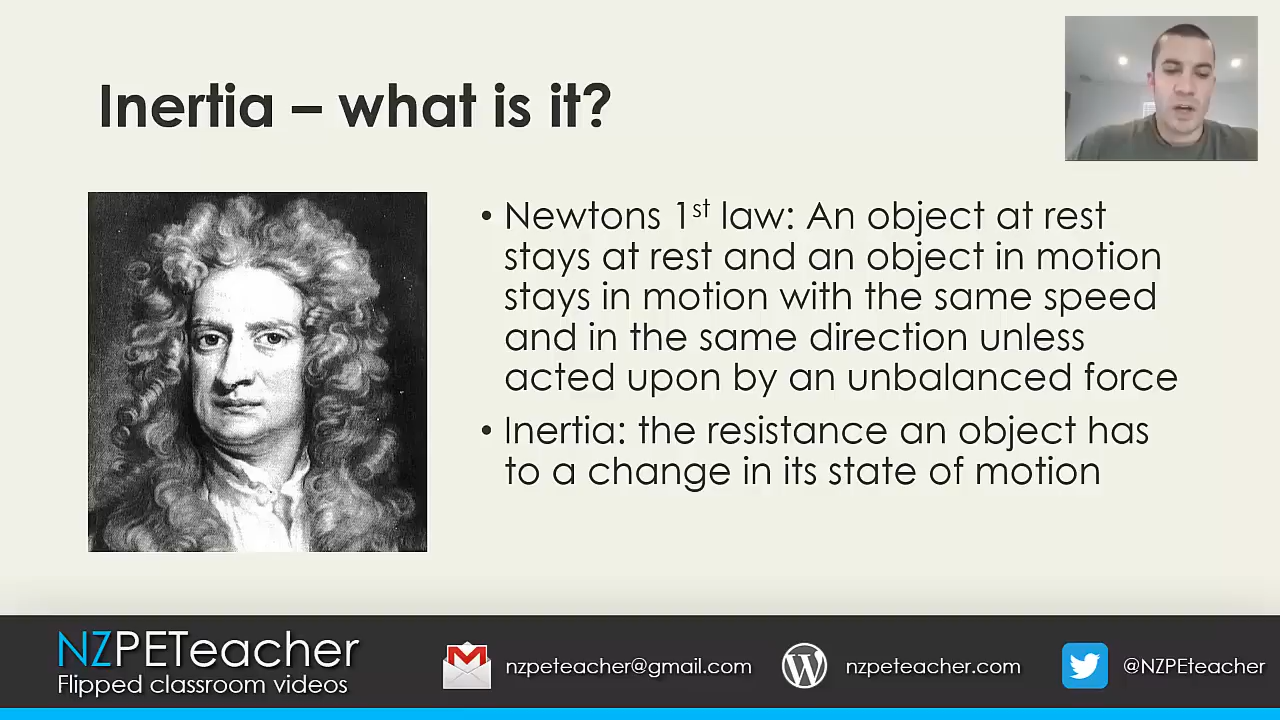 Inertia – what is it?
• Newtons 1st law: An object at rest
stays at rest and an object in motion
stays in motion with the same speed
and in the same direction unless
acted upon by an unbalanced force
• Inertia: the resistance an object has
to a change in its state of motion
NZPETeacher
Flipped classroom videos
nzpeteacher@gmail.com
nzpeteacher.com
@NZPEteacher